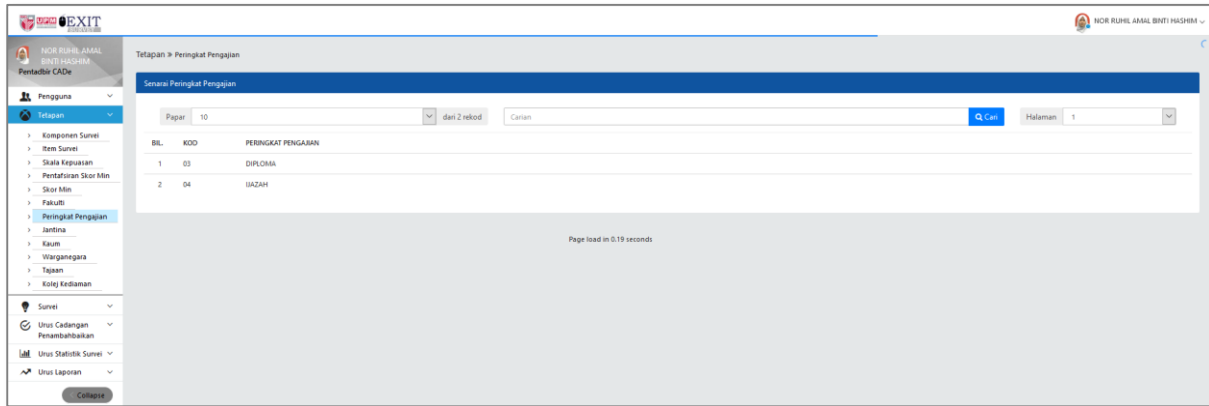 UPM EXIT
SURVEY
NOR RUHIL AMAL BINTI HASHIM
NOR RUHIL AMAL
BINTI HASHIM
Pentadbir CADe
Pengguna
Tetapan
Komponen Survei
Item Survei
Skala Kepuasan
Pentafsiran Skor Min
Skor Min
Fakulti
Peringkat Pengajian
Jantina
Kaum
Warganegara
Tajaan
Kolej Kediaman
Survei
Urus Cadangan
Penambahbaikan
Urus Statistik Survei
Urus Laporan
Collapse
Tetapan » Peringkat Pengajian
Senarai Peringkat Pengajian
Papar 10 dari 2 rekod Carian Cari Halaman 1
BIL. KOD PERINGKAT PENGAJIAN
1 03 DIPLOMA
2 04 IJAZAH
Page load in 0.19 seconds